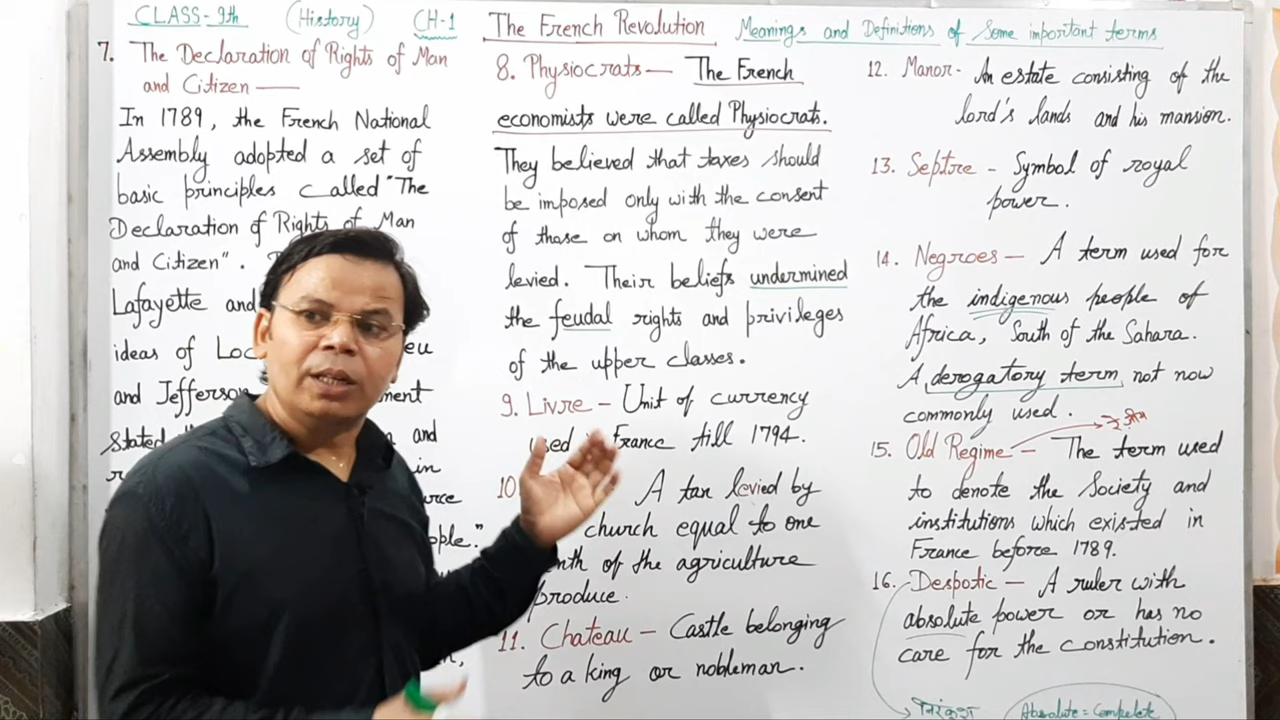 CLASS-9th (History) CH-1 The French Revolution Meanings and Definitions of Some important terms
7. The Declaration of Rights of Man
and Citizen —
In 1789, the French National
Assembly adopted a set of
basic principles called "The
Declaration of Rights of Man
and Citizen".
Lafayette and
ideas of
and Jefferson
stated
and
in
ople."
8. Physiocrats — The French
economists were called Physiocrats.
They believed that taxes should
be imposed only with the consent
of those on whom they were
levied. Their beliefs undermined
the feudal rights and privileges
of the upper classes.
9. Livre — Unit of currency
used France till 1794.
10 A tax levied by
church equal to one
nth of the agriculture
produce.
11. Chateau — Castle belonging
to a king or nobleman.
12. Manor - An estate consisting of the
lord's lands and his mansion.
13. Septre - Symbol of royal
power.
14. Negroes — A term used for
the indigenous people of
Africa, South of the Sahara.
A derogatory term, not now
commonly used.
15. Old Regime — The term used
to denote the Society and
institutions which existed in
France before 1789.
16. Despotic — A ruler with
absolute power or has no
care for the constitution.
निरंकुश Absolute = Complete